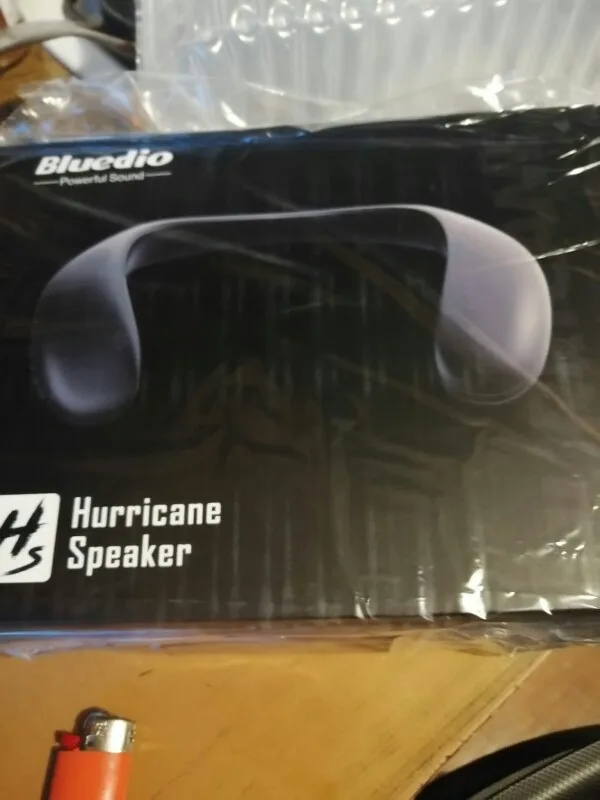 Bluedio
Powerful Sound
Hs
Hurricane
Speaker